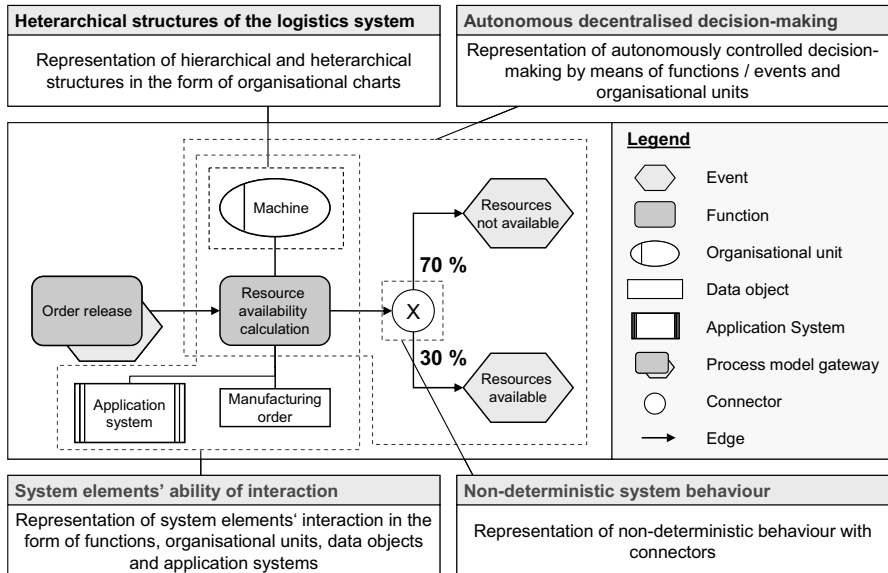 Heterarchical structures of the logistics system
Representation of hierarchical and heterarchical
structures in the form of organisational charts
Autonomous decentralised decision-making
Representation of autonomously controlled decision-
making by means of functions / events and
organisational units
Machine
Resources
not available
70 %
Order release
Resource
availability
calculation
X
30 %
Resources
available
Application
system
Manufacturing
order
Legend
Event
Function
Organisational unit
Data object
Application System
Process model gateway
Connector
Edge
System elements' ability of interaction
Representation of system elements‘ interaction in the
form of functions, organisational units, data objects
and application systems
Non-deterministic system behaviour
Representation of non-deterministic behaviour with
connectors